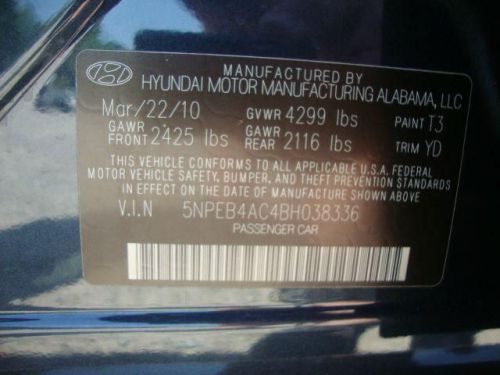 MANUFACTURED BY
HYUNDAI MOTOR MANUFACTURING ALABAMA, LLC
Mar/22/10 GVWR 4299 lbs PAINT T3
GAWR FRONT 2425 lbs GAWR REAR 2116 lbs TRIM YD
THIS VEHICLE CONFORMS TO ALL APPLICABLE U.S.A. FEDERAL
MOTOR VEHICLE SAFETY, BUMPER, AND THEFT PREVENTION STANDARDS
IN EFFECT ON THE DATE OF MANUFACTURE SHOWN ABOVE
V.I.N 5NPEB4AC4BH038336
PASSENGER CAR